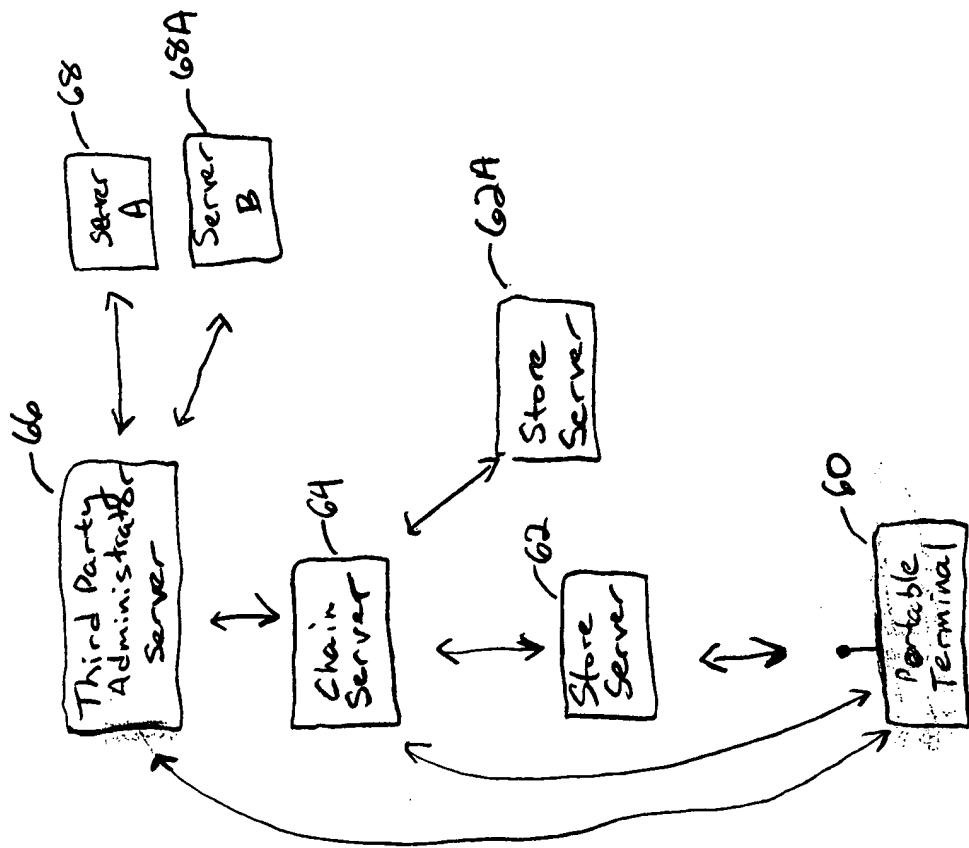 68
Server
A
68A
Server
B
66
Third Party
Administrator
Server
62A
Store
Server
64
Chain
Server
62
Store
Server
60
Portable
Terminal